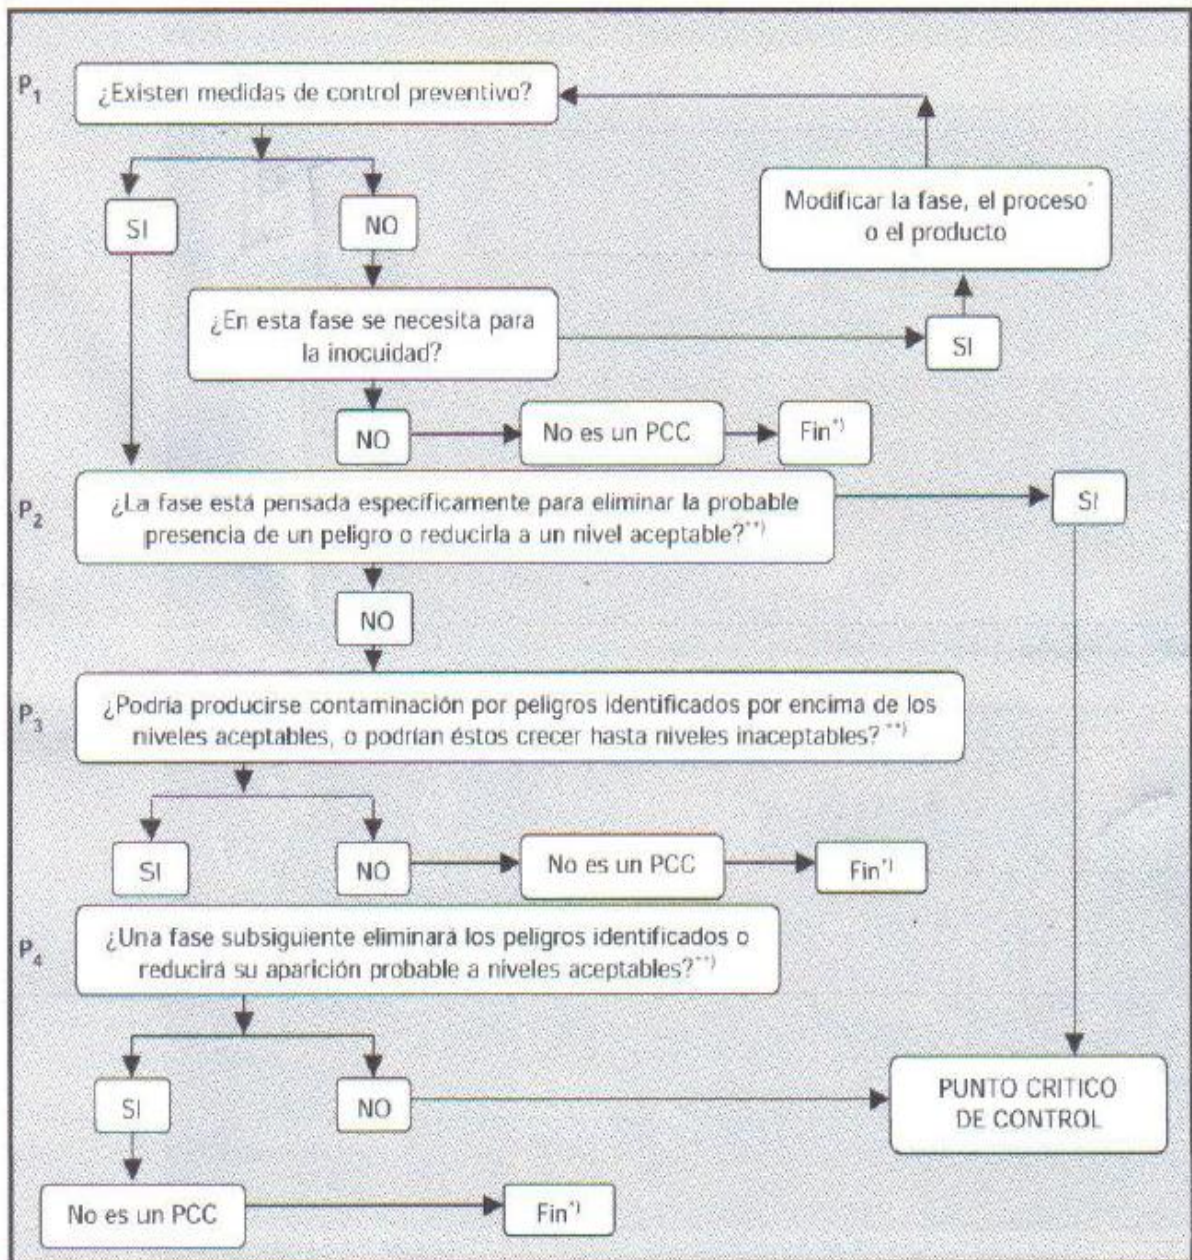 P1
¿Existen medidas de control preventivo?
SI
NO
Modificar la fase, el proceso
o el producto
¿En esta fase se necesita para
la inocuidad?
SI
NO
No es un PCC
Fin*)
P2
¿La fase está pensada específicamente para eliminar la probable
presencia de un peligro o reducirla a un nivel aceptable?**)
SI
NO
P3
¿Podría producirse contaminación por peligros identificados por encima de los
niveles aceptables, o podrían éstos crecer hasta niveles inaceptables?**)
SI
NO
No es un PCC
Fin*)
P4
¿Una fase subsiguiente eliminará los peligros identificados o
reducirá su aparición probable a niveles aceptables?**)
SI
NO
PUNTO CRITICO
DE CONTROL
No es un PCC
Fin*)